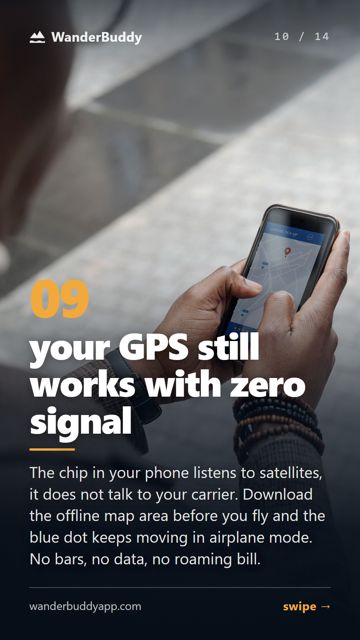 WanderBuddy
10 / 14
09
your GPS still
works with zero
signal
The chip in your phone listens to satellites,
it does not talk to your carrier. Download
the offline map area before you fly and the
blue dot keeps moving in airplane mode.
No bars, no data, no roaming bill.
wanderbuddyapp.com
swipe →